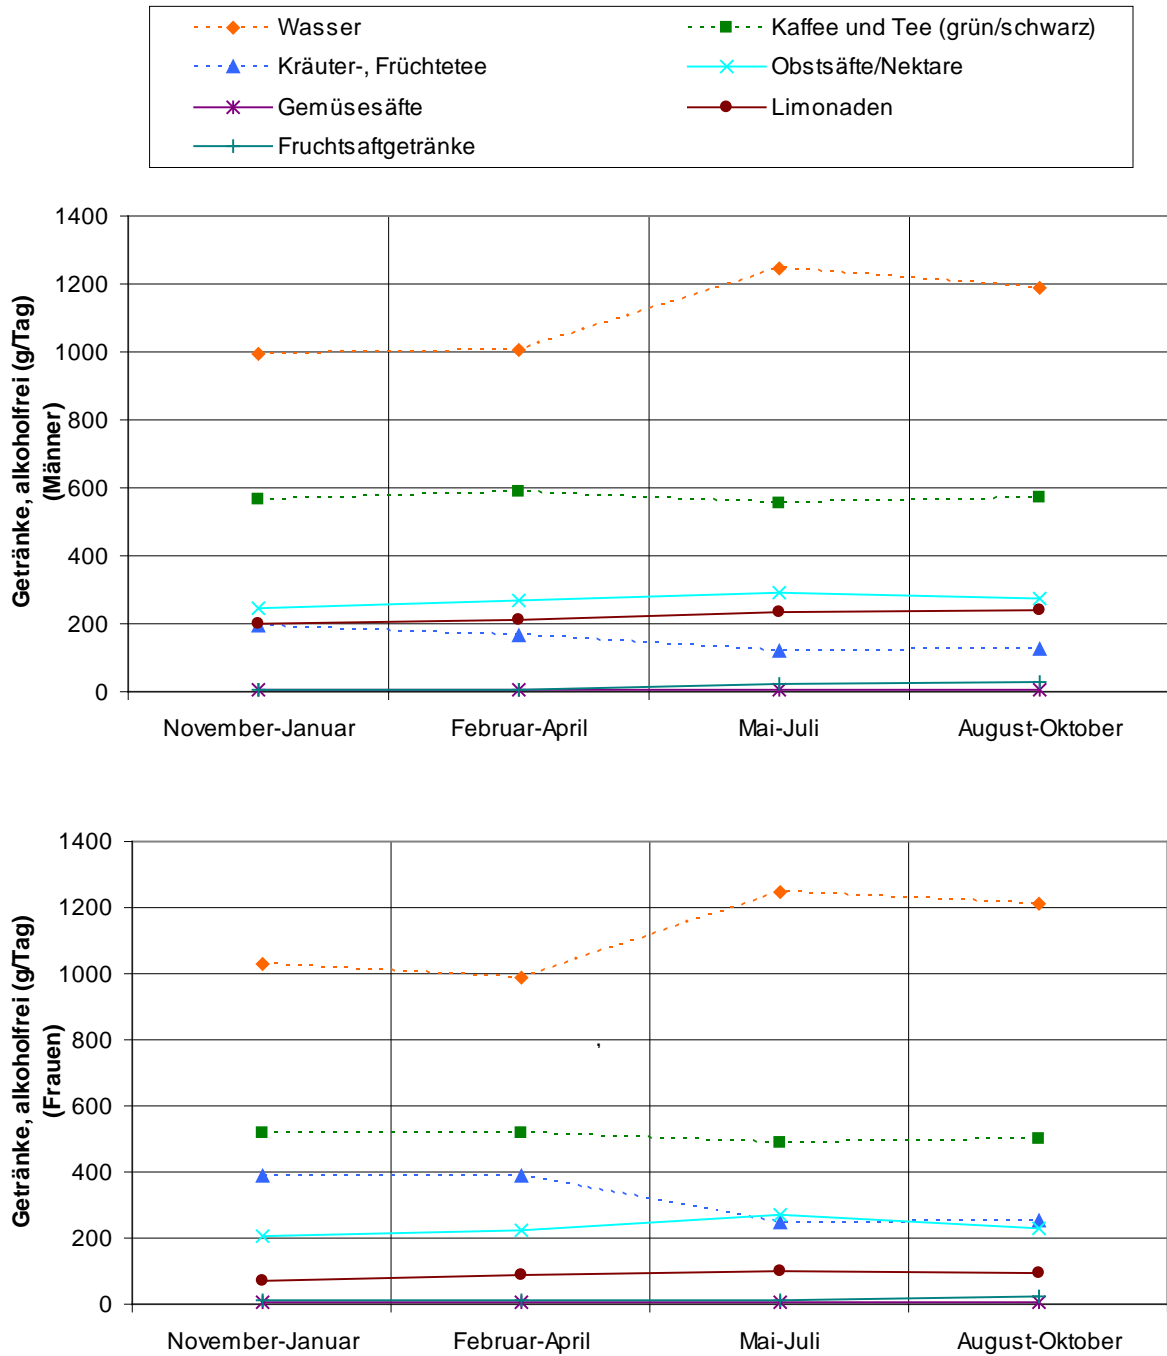 Wasser
Kaffee und Tee (grün/schwarz)
Kräuter-, Früchtetee
Obstsäfte/Nektare
Gemüsesäfte
Limonaden
Fruchtsaftgetränke
Getränke, alkoholfrei (g/Tag)
(Männer)
1400
1200
1000
800
600
400
200
0
November-Januar
Februar-April
Mai-Juli
August-Oktober
Getränke, alkoholfrei (g/Tag)
(Frauen)
1400
1200
1000
800
600
400
200
0
November-Januar
Februar-April
Mai-Juli
August-Oktober